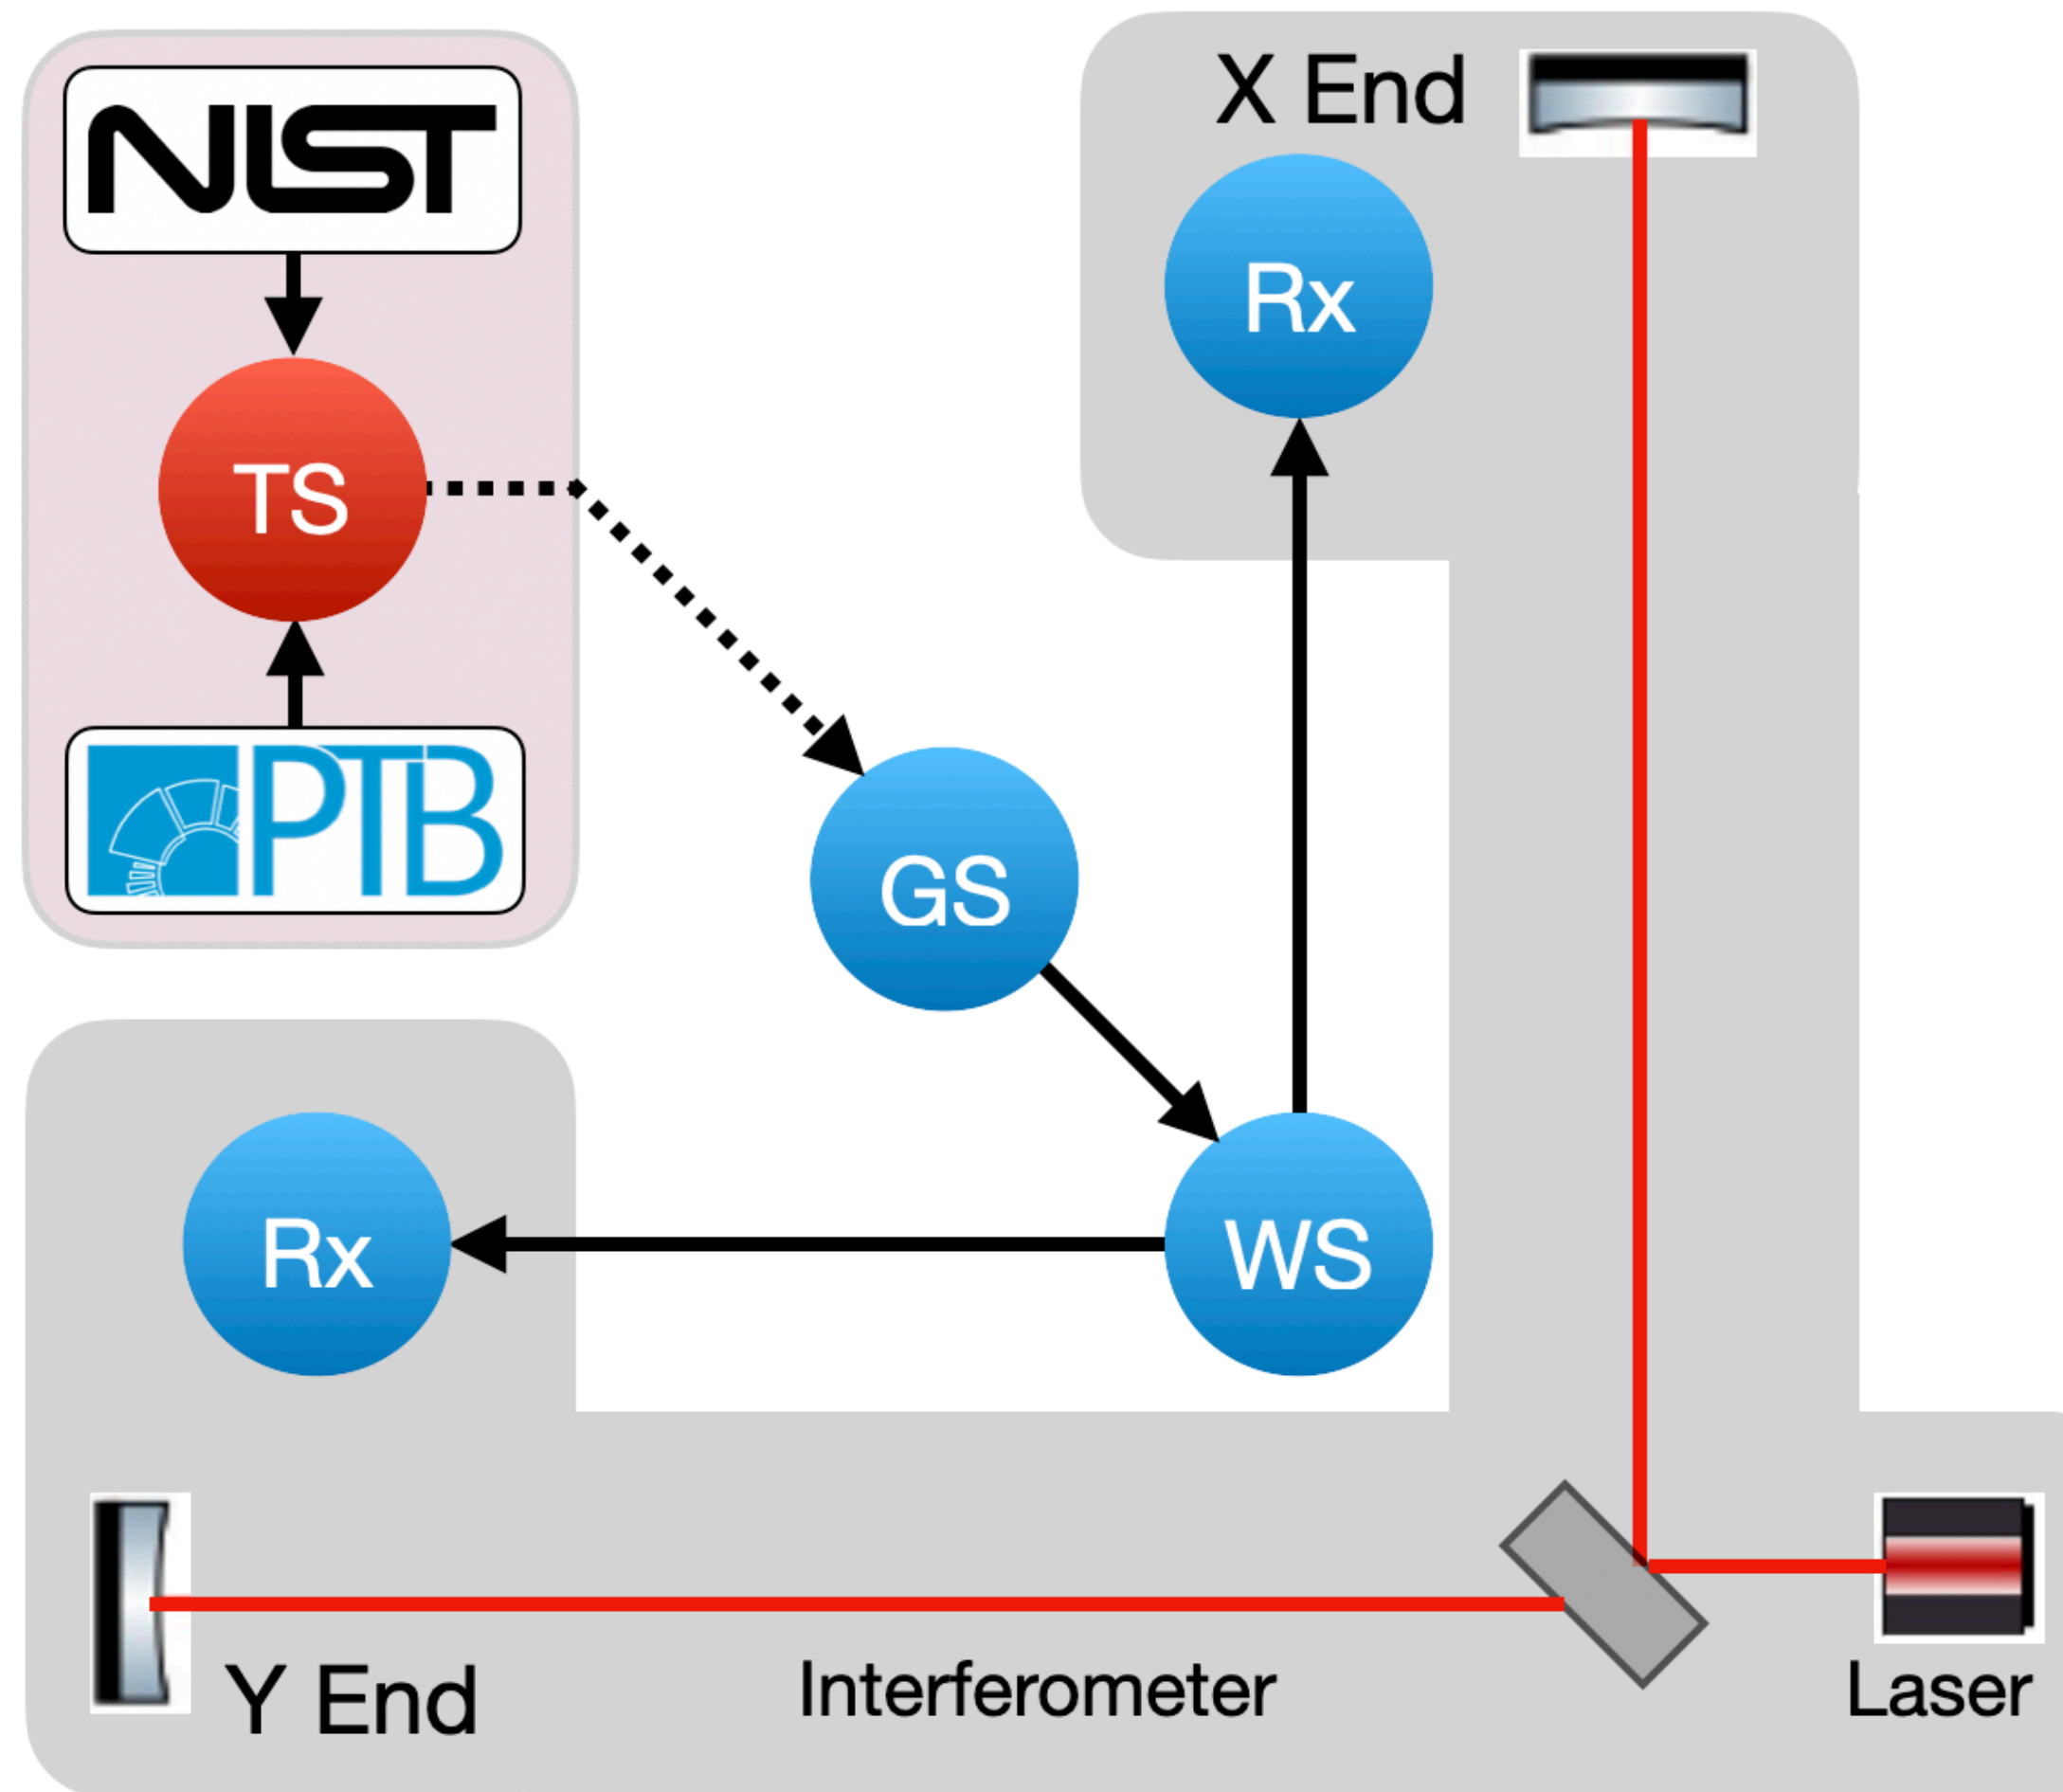 NIST
X End
Rx
TS
PTB
GS
Rx
WS
Y End
Interferometer
Laser